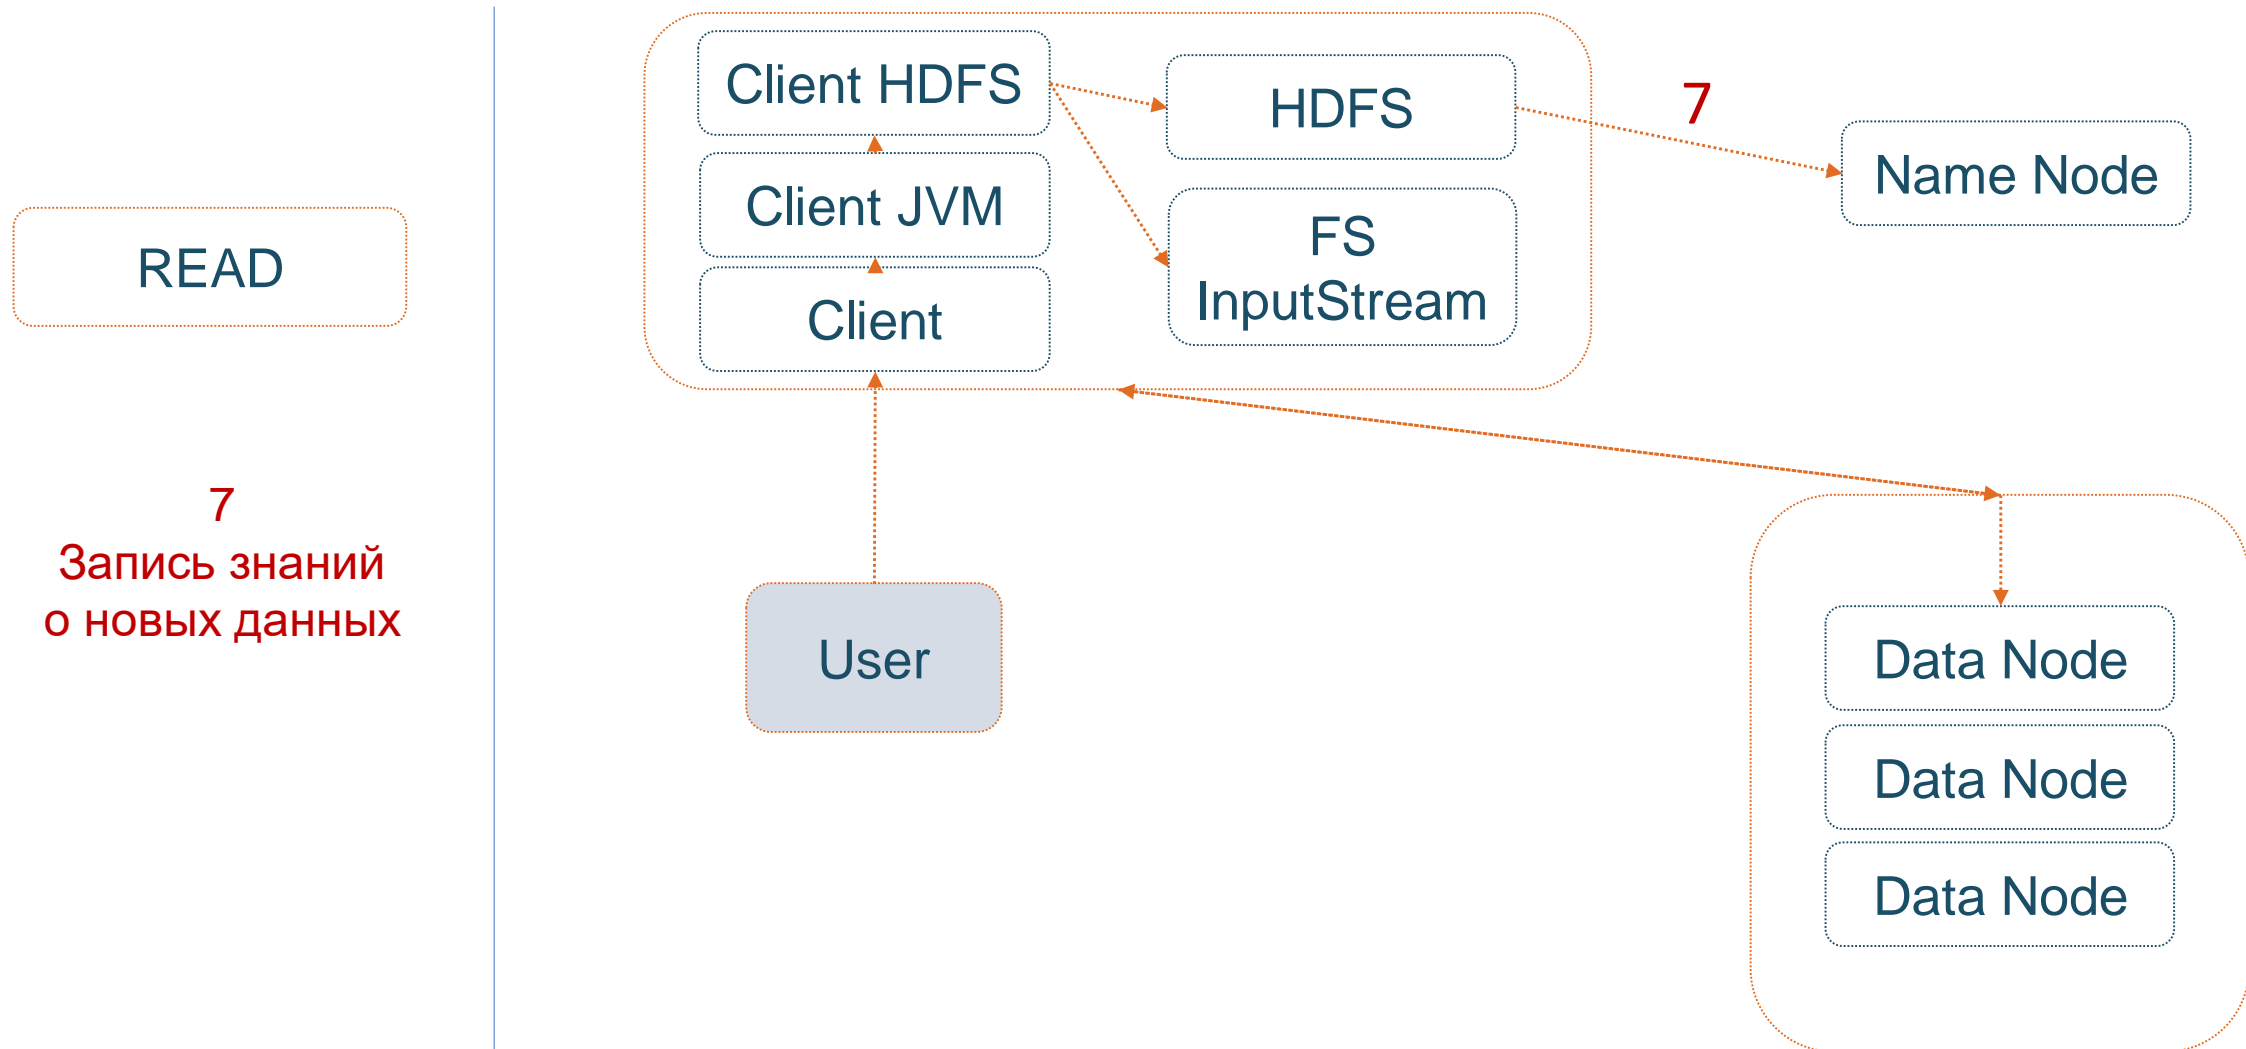 READ
7
Запись знаний
о новых данных
Client HDFS
Client JVM
Client
HDFS
FS
InputStream
7
Name Node
User
Data Node
Data Node
Data Node